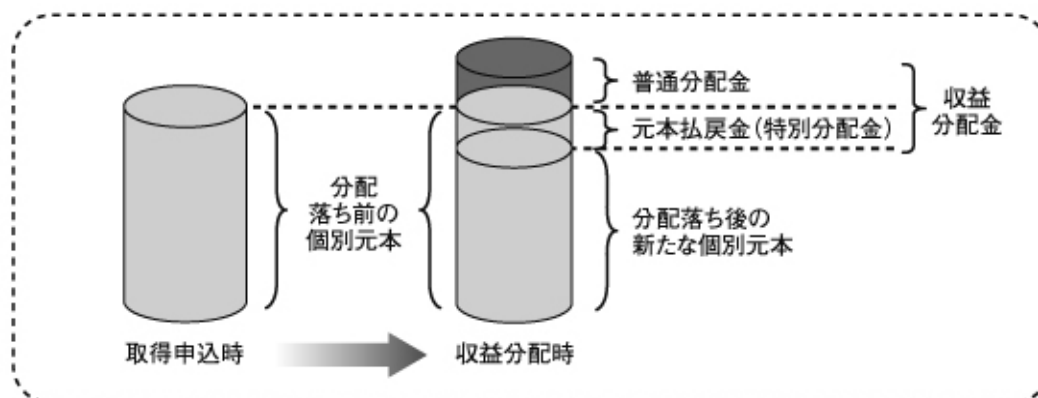 普通分配金
元本払戻金(特別分配金)
収益
分配金
分配
落ち前の
個別元本
分配落ち後の
新たな個別元本
取得申込時
収益分配時